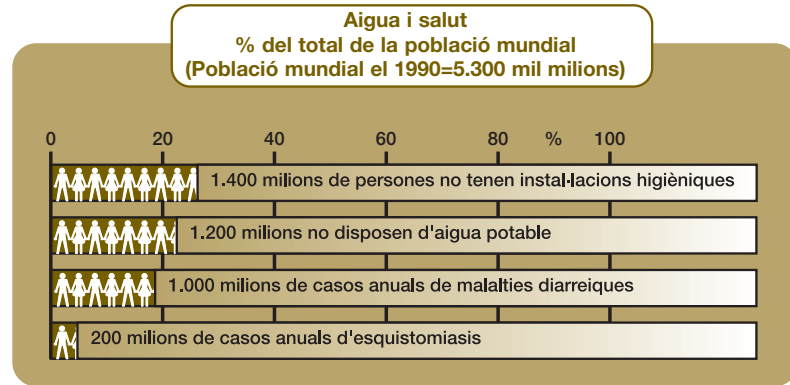 Aigua i salut
% del total de la població mundial
(Població mundial el 1990=5.300 mil milions)
0 20 40 60 % 100
1.400 milions de persones no tenen instal·lacions higièniques
1.200 milions no disposen d'aigua potable
1.000 milions de casos anuals de malalties diarreiques
200 milions de casos anuals d'esquistomiasis